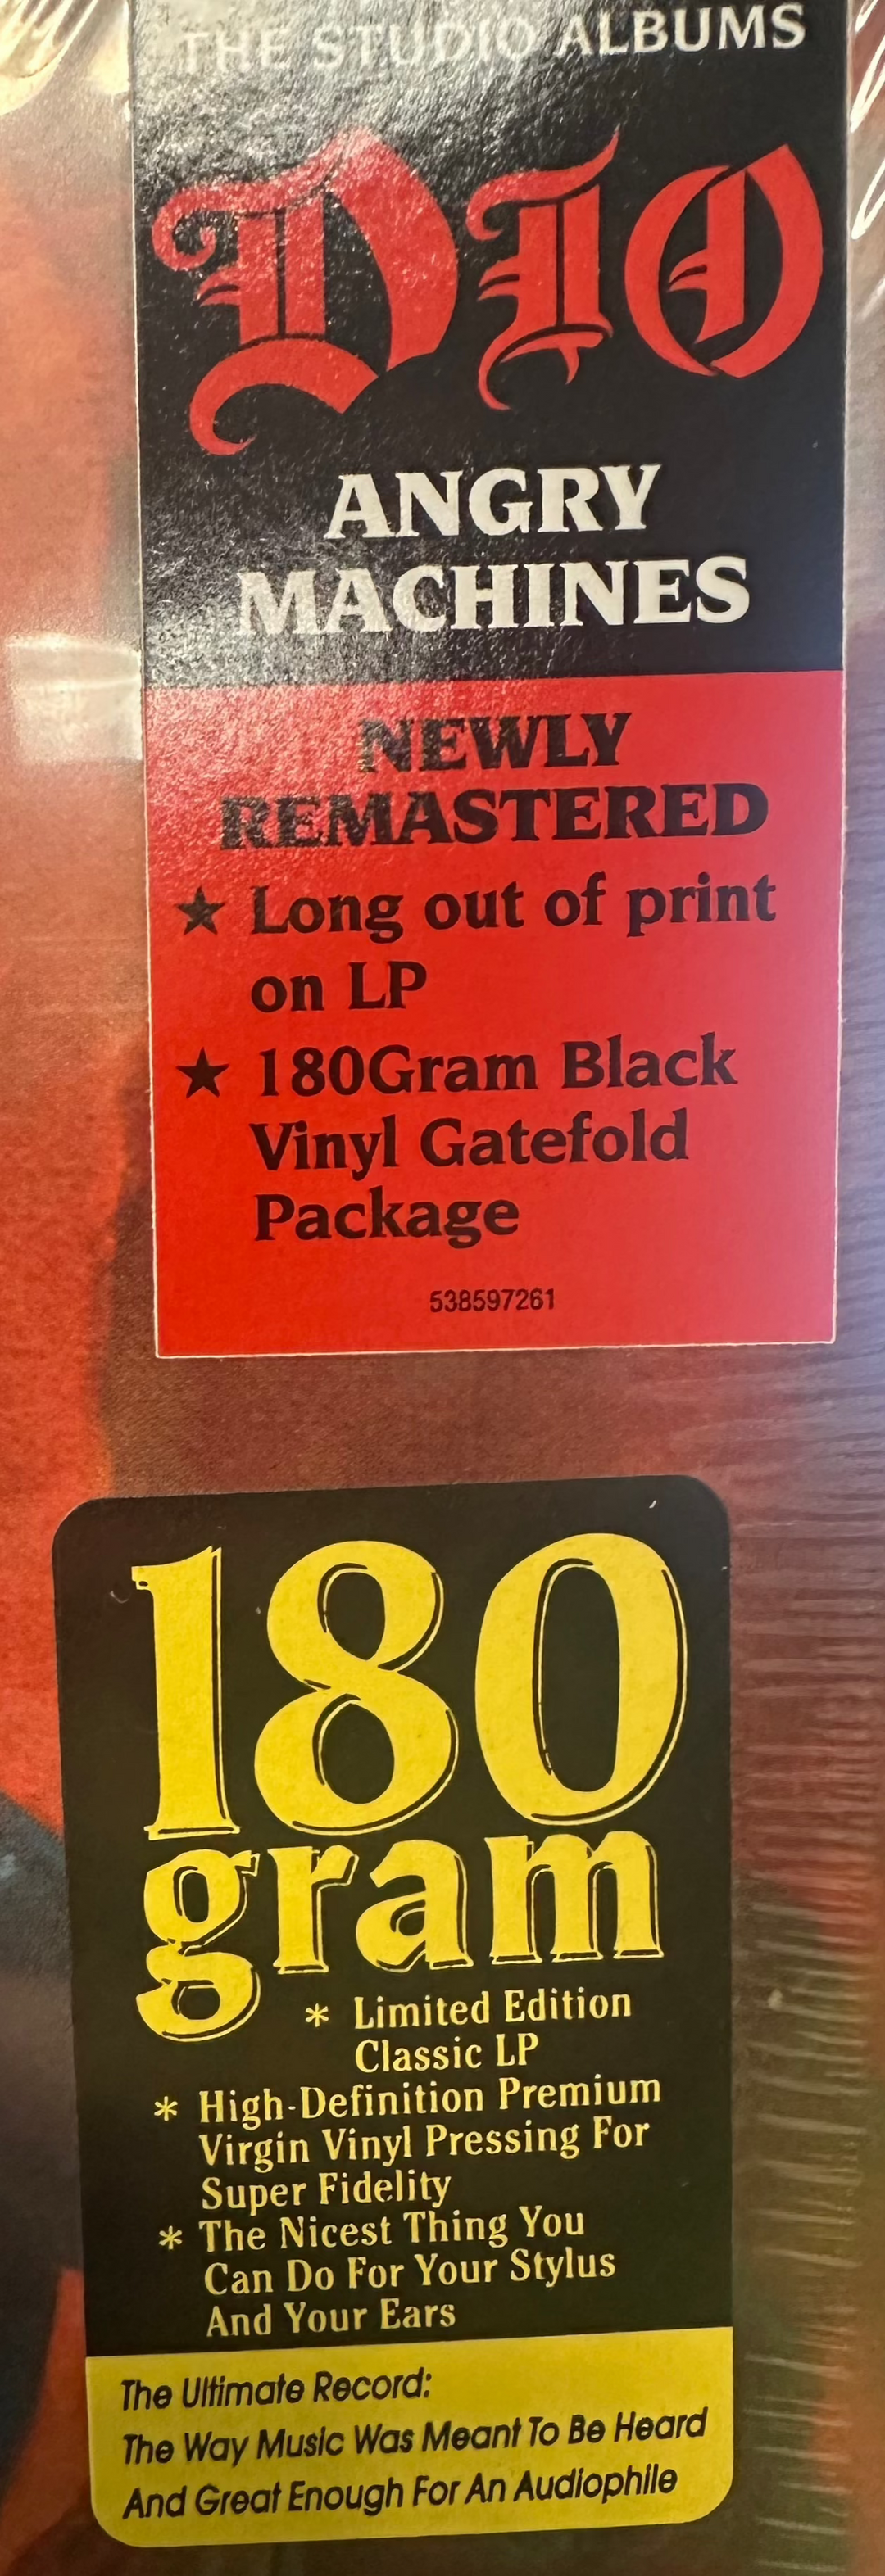 THE STUDIO ALBUMS
DIO
ANGRY
MACHINES
NEWLY
REMASTERED
★ Long out of print
on LP
★ 180Gram Black
Vinyl Gatefold
Package
538597261
180
gram
* Limited Edition
Classic LP
* High-Definition Premium
Virgin Vinyl Pressing For
Super Fidelity
* The Nicest Thing You
Can Do For Your Stylus
And Your Ears
The Ultimate Record:
The Way Music Was Meant To Be Heard
And Great Enough For An Audiophile